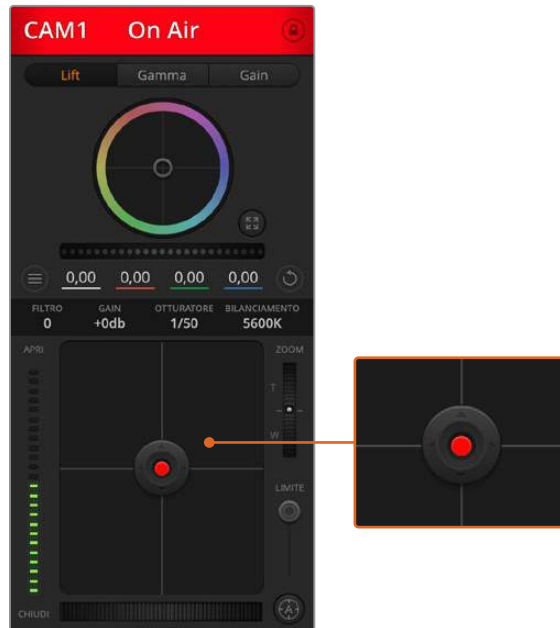 CAM1 On Air
Lift Gamma Gain
0,00 0,00 0,00 0,00
FILTRO GAIN OTTURATORE BILANCIAMENTO
0 +0db 1/50 5600K
APRI ZOOM
T
W
LIMITE
CHIUDI A